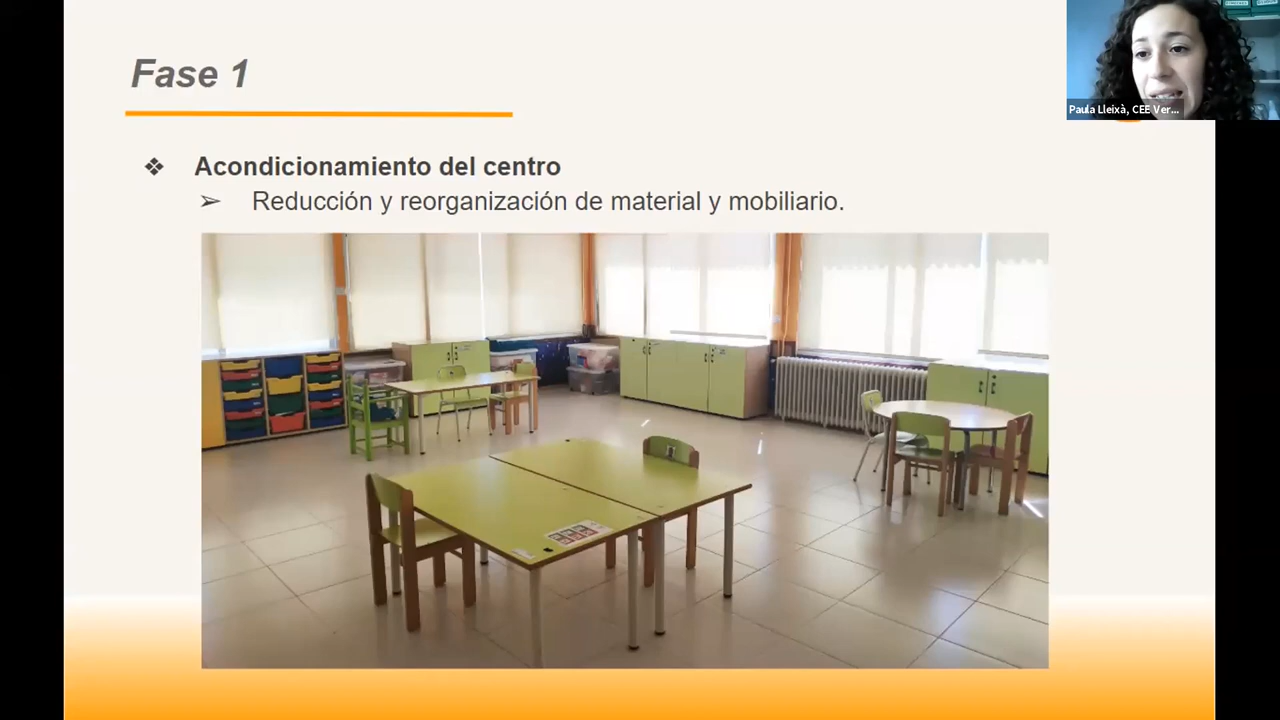 Fase 1
Acondicionamiento del centro
Reducción y reorganización de material y mobiliario.
Paula Lleixà, CEE Ver...